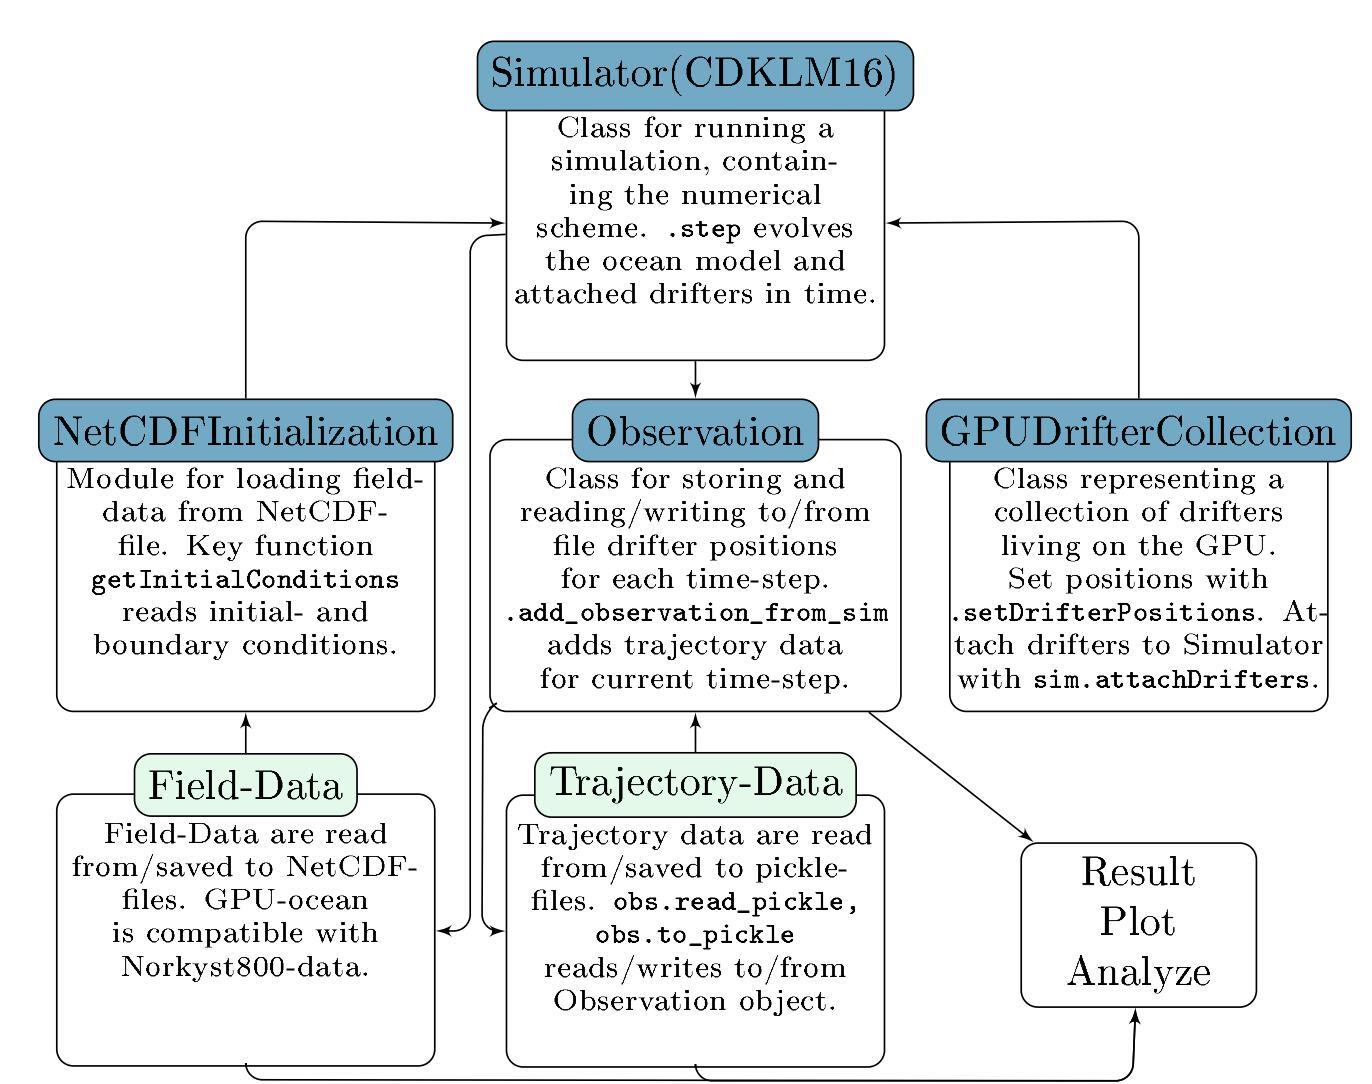 Simulator(CDKLM16)
Class for running a
simulation, contain-
ing the numerical
scheme. .step evolves
the ocean model and
attached drifters in time.
NetCDFInitialization
Module for loading field-
data from NetCDF-
file. Key function
getInitialConditions
reads initial- and
boundary conditions.
Observation
Class for storing and
reading/writing to/from
file drifter positions
for each time-step.
.add_observation_from_sim
adds trajectory data
for current time-step.
GPUDrifterCollection
Class representing a
collection of drifters
living on the GPU.
Set positions with
.setDrifterPositions. At-
tach drifters to Simulator
with sim.attachDrifters.
Field-Data
Field-Data are read
from/saved to NetCDF-
files. GPU-ocean
is compatible with
Norkyst800-data.
Trajectory-Data
Trajectory data are read
from/saved to pickle-
files. obs.read_pickle,
obs.to_pickle
reads/writes to/from
Observation object.
Result
Plot
Analyze